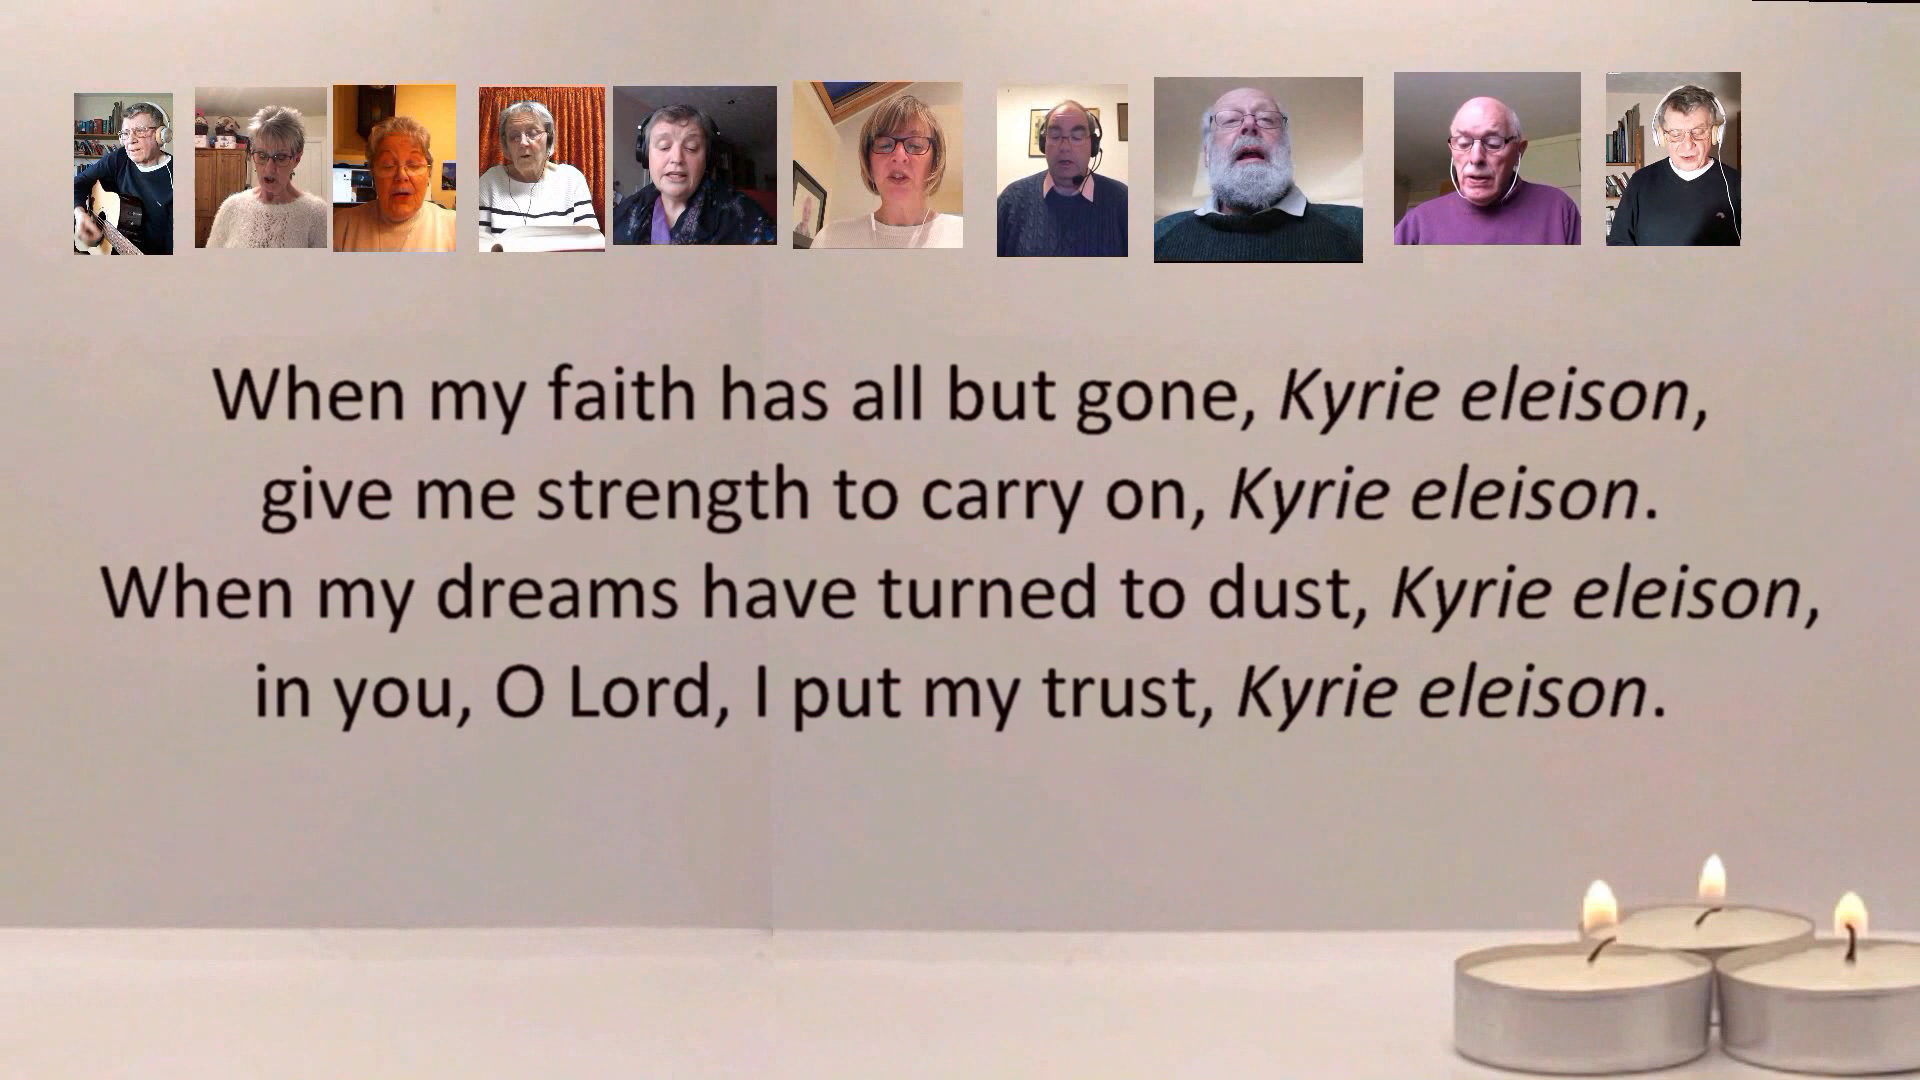 When my faith has all but gone, Kyrie eleison,
give me strength to carry on, Kyrie eleison.
When my dreams have turned to dust, Kyrie eleison,
in you, O Lord, I put my trust, Kyrie eleison.